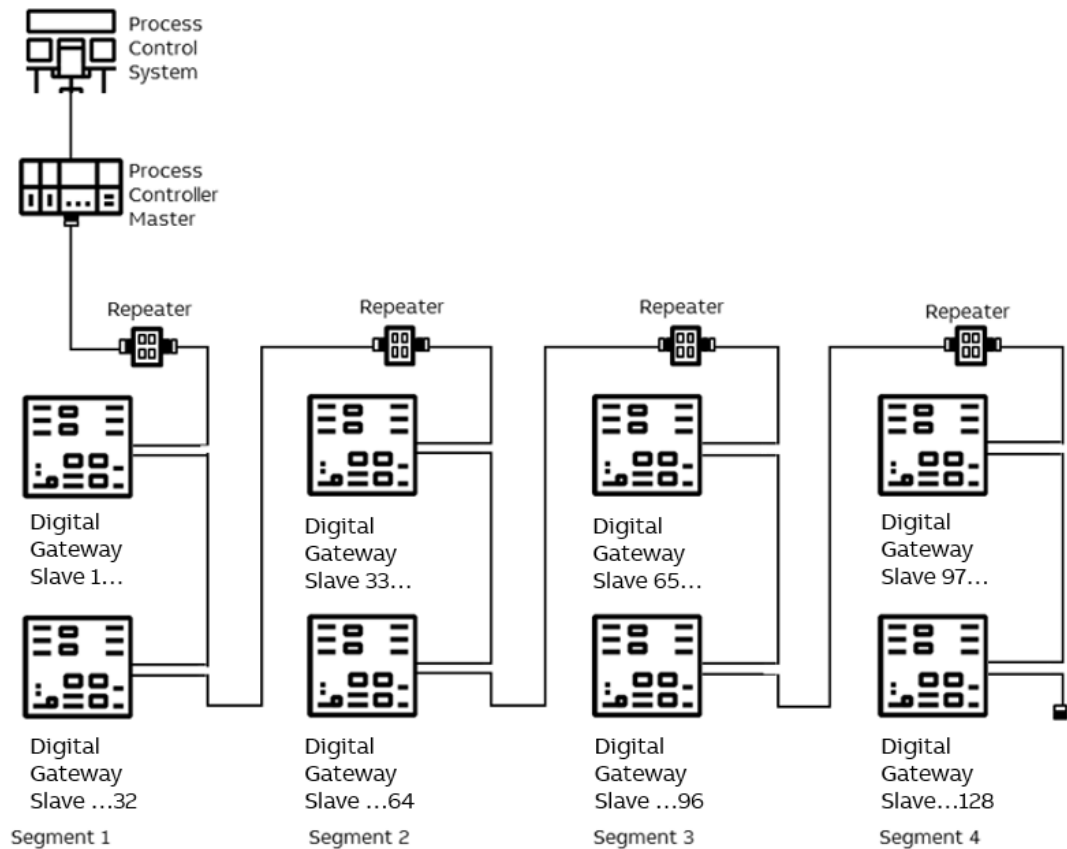 Process
Control
System
Process
Controller
Master
Repeater
Repeater
Repeater
Repeater
Digital
Gateway
Slave 1...
Digital
Gateway
Slave 33...
Digital
Gateway
Slave 65...
Digital
Gateway
Slave 97...
Digital
Gateway
Slave ...32
Digital
Gateway
Slave ...64
Digital
Gateway
Slave ...96
Digital
Gateway
Slave...128
Segment 1
Segment 2
Segment 3
Segment 4